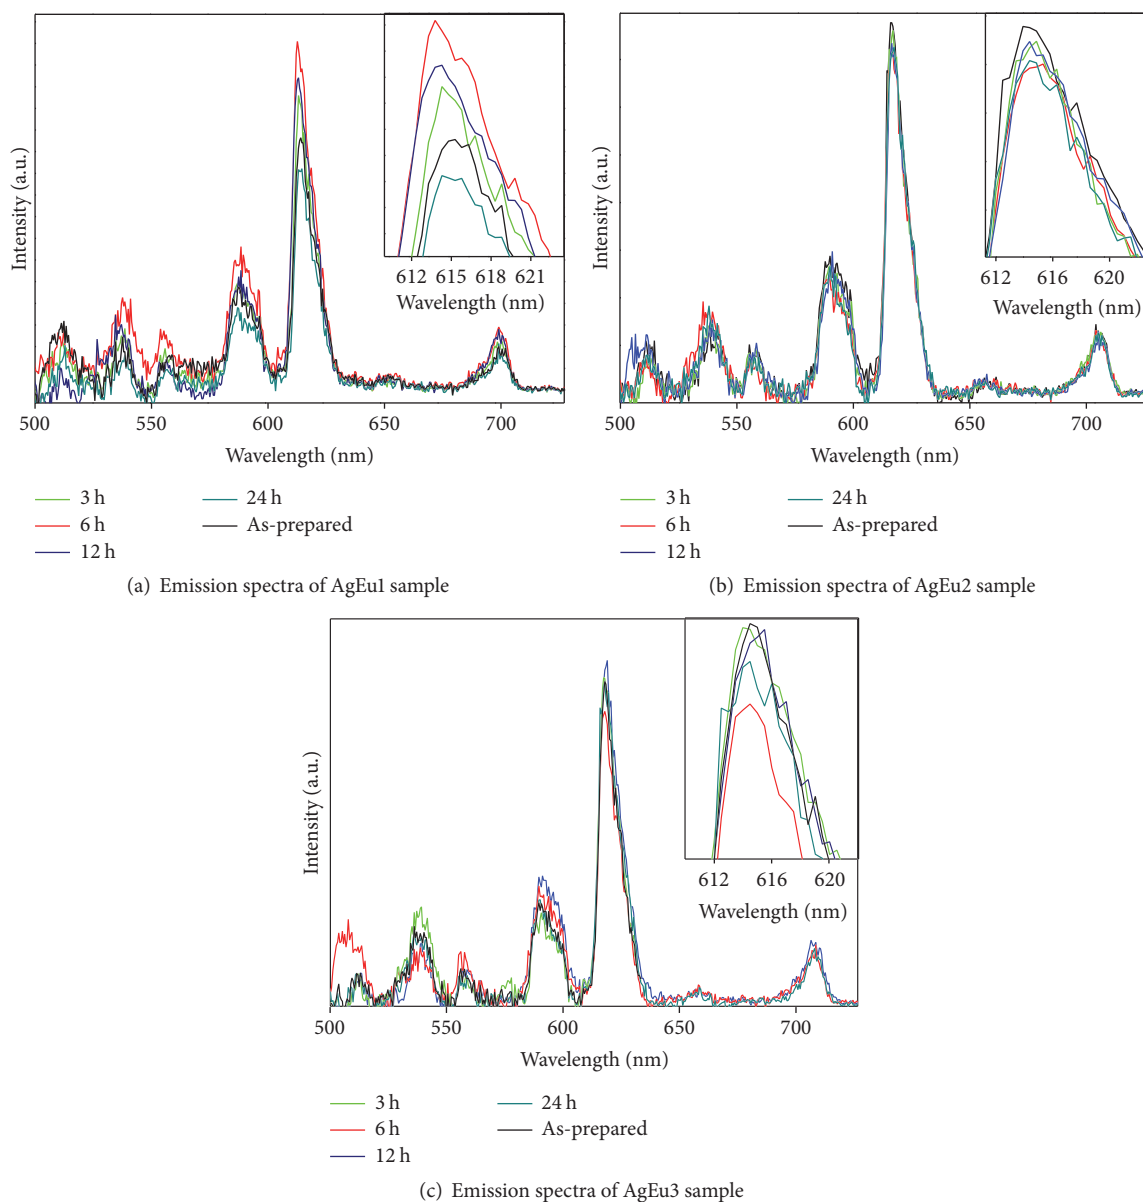 Intensity (a.u.)
612 615 618 621
Wavelength (nm)
500 550 600 650 700
Wavelength (nm)
3 h
6 h
12 h
24 h
As-prepared
(a) Emission spectra of AgEu1 sample
Intensity (a.u.)
612 616 620
Wavelength (nm)
500 550 600 650 700
Wavelength (nm)
3 h
6 h
12 h
24 h
As-prepared
(b) Emission spectra of AgEu2 sample
Intensity (a.u.)
612 616 620
Wavelength (nm)
500 550 600 650 700
Wavelength (nm)
3 h
6 h
12 h
24 h
As-prepared
(c) Emission spectra of AgEu3 sample